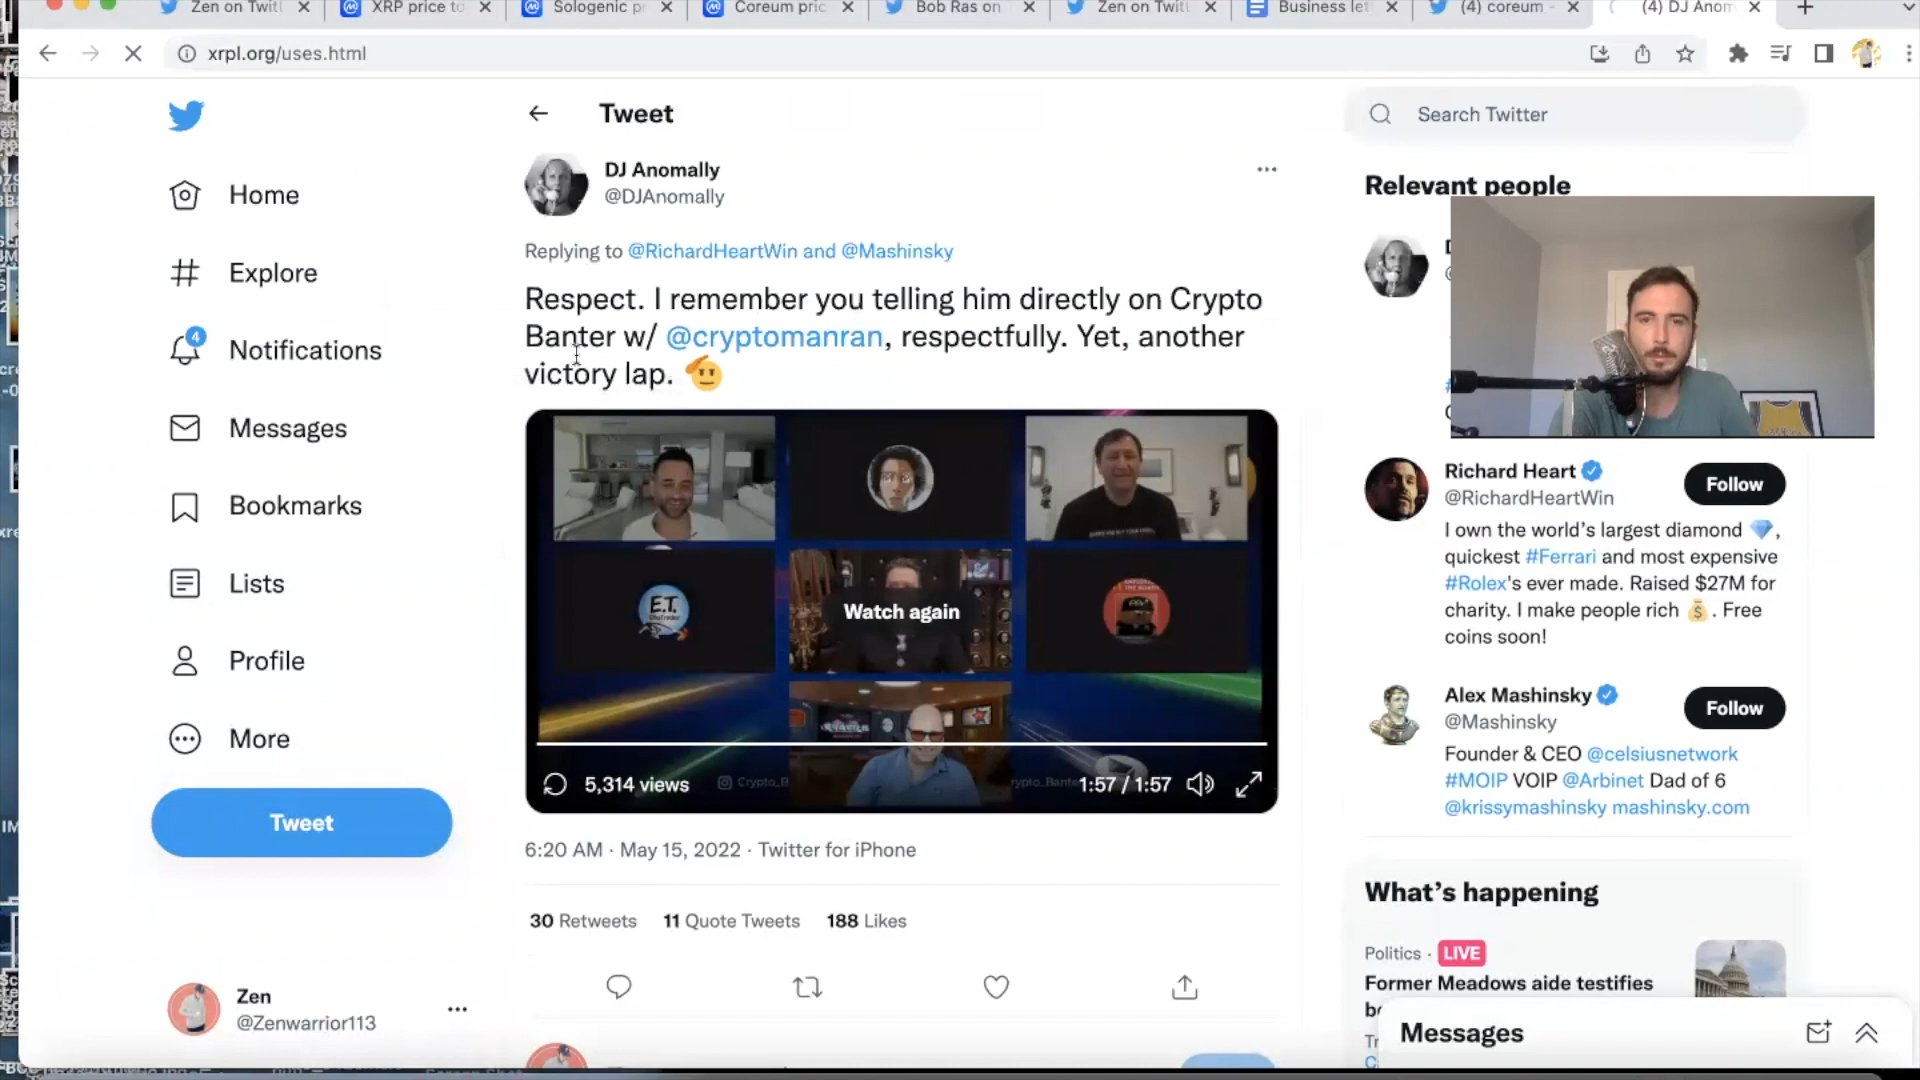 Zen on Twit
XRP price to
Sologenic p
Coreum pric
Bob Ras on
Zen on Twit
Business let
(4) coreum -
(4) DJ Anom
xrpl.org/uses.html
Tweet
Search Twitter
Home
Explore
4
Notifications
Messages
Bookmarks
Lists
Profile
More
Tweet
Zen
@Zenwarrior113
DJ Anomally
@DJAnomally
Replying to @RichardHeartWin and @Mashinsky
Respect. I remember you telling him directly on Crypto
Banter w/ @cryptomanran, respectfully. Yet, another
victory lap.
E.T.
Watch again
5,314 views
Crypto_B
1:57 / 1:57
6:20 AM · May 15, 2022 · Twitter for iPhone
30 Retweets 11 Quote Tweets 188 Likes
Relevant people
Richard Heart
@RichardHeartWin
Follow
I own the world's largest diamond
quickest #Ferrari and most expensive
#Rolex's ever made. Raised $27M for
charity. I make people rich . Free
coins soon!
Alex Mashinsky
@Mashinsky
Follow
Founder & CEO @celsiusnetwork
#MOIP VOIP @Arbinet Dad of 6
@krissymashinsky mashinsky.com
What's happening
Politics · LIVE
Former Meadows aide testifies
Messages